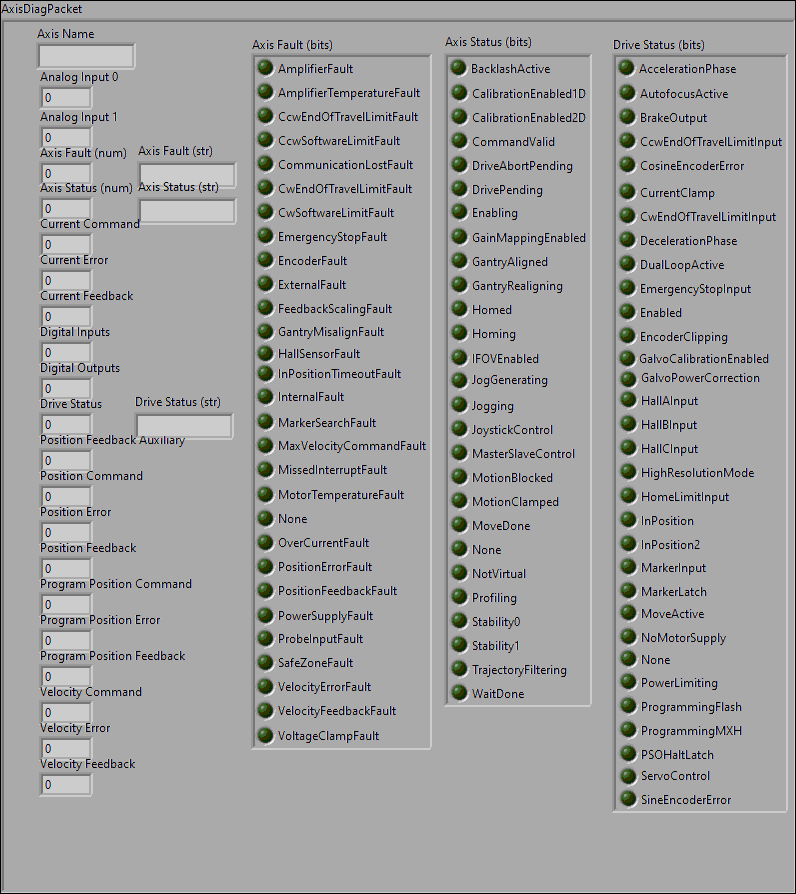 AxisDiagPacket
Axis Name
Analog Input 0
0
Analog Input 1
0
Axis Fault (num)
0
Axis Fault (str)
Axis Status (num)
0
Axis Status (str)
Current Command
0
Current Error
0
Current Feedback
0
Digital Inputs
0
Digital Outputs
0
Drive Status
0
Drive Status (str)
Position Feedback Auxiliary
0
Position Command
0
Position Error
0
Position Feedback
0
Program Position Command
0
Program Position Error
0
Program Position Feedback
0
Velocity Command
0
Velocity Error
0
Velocity Feedback
0
Axis Fault (bits)
AmplifierFault
AmplifierTemperatureFault
CcwEndOfTravelLimitFault
CcwSoftwareLimitFault
CommunicationLostFault
CwEndOfTravelLimitFault
CwSoftwareLimitFault
EmergencyStopFault
EncoderFault
ExternalFault
FeedbackScalingFault
GantryMisalignFault
HallSensorFault
InPositionTimeoutFault
InternalFault
MarkerSearchFault
MaxVelocityCommandFault
MissedInterruptFault
MotorTemperatureFault
None
OverCurrentFault
PositionErrorFault
PositionFeedbackFault
PowerSupplyFault
ProbeInputFault
SafeZoneFault
VelocityErrorFault
VelocityFeedbackFault
VoltageClampFault
Axis Status (bits)
BacklashActive
CalibrationEnabled1D
CalibrationEnabled2D
CommandValid
DriveAbortPending
DrivePending
Enabling
GainMappingEnabled
GantryAligned
GantryRealigning
Homed
Homing
IFOVEnabled
JogGenerating
Jogging
JoystickControl
MasterSlaveControl
MotionBlocked
MotionClamped
MoveDone
None
NotVirtual
Profiling
Stability0
Stability1
TrajectoryFiltering
WaitDone
Drive Status (bits)
AccelerationPhase
AutofocusActive
BrakeOutput
CcwEndOfTravelLimitInput
CosineEncoderError
CurrentClamp
CwEndOfTravelLimitInput
DecelerationPhase
DualLoopActive
EmergencyStopInput
Enabled
EncoderClipping
GalvoCalibrationEnabled
GalvoPowerCorrection
HallAInput
HallBInput
HallCInput
HighResolutionMode
HomeLimitInput
InPosition
InPosition2
MarkerInput
MarkerLatch
MoveActive
NoMotorSupply
None
PowerLimiting
ProgrammingFlash
ProgrammingMXH
PSOHaltLatch
ServoControl
SineEncoderError